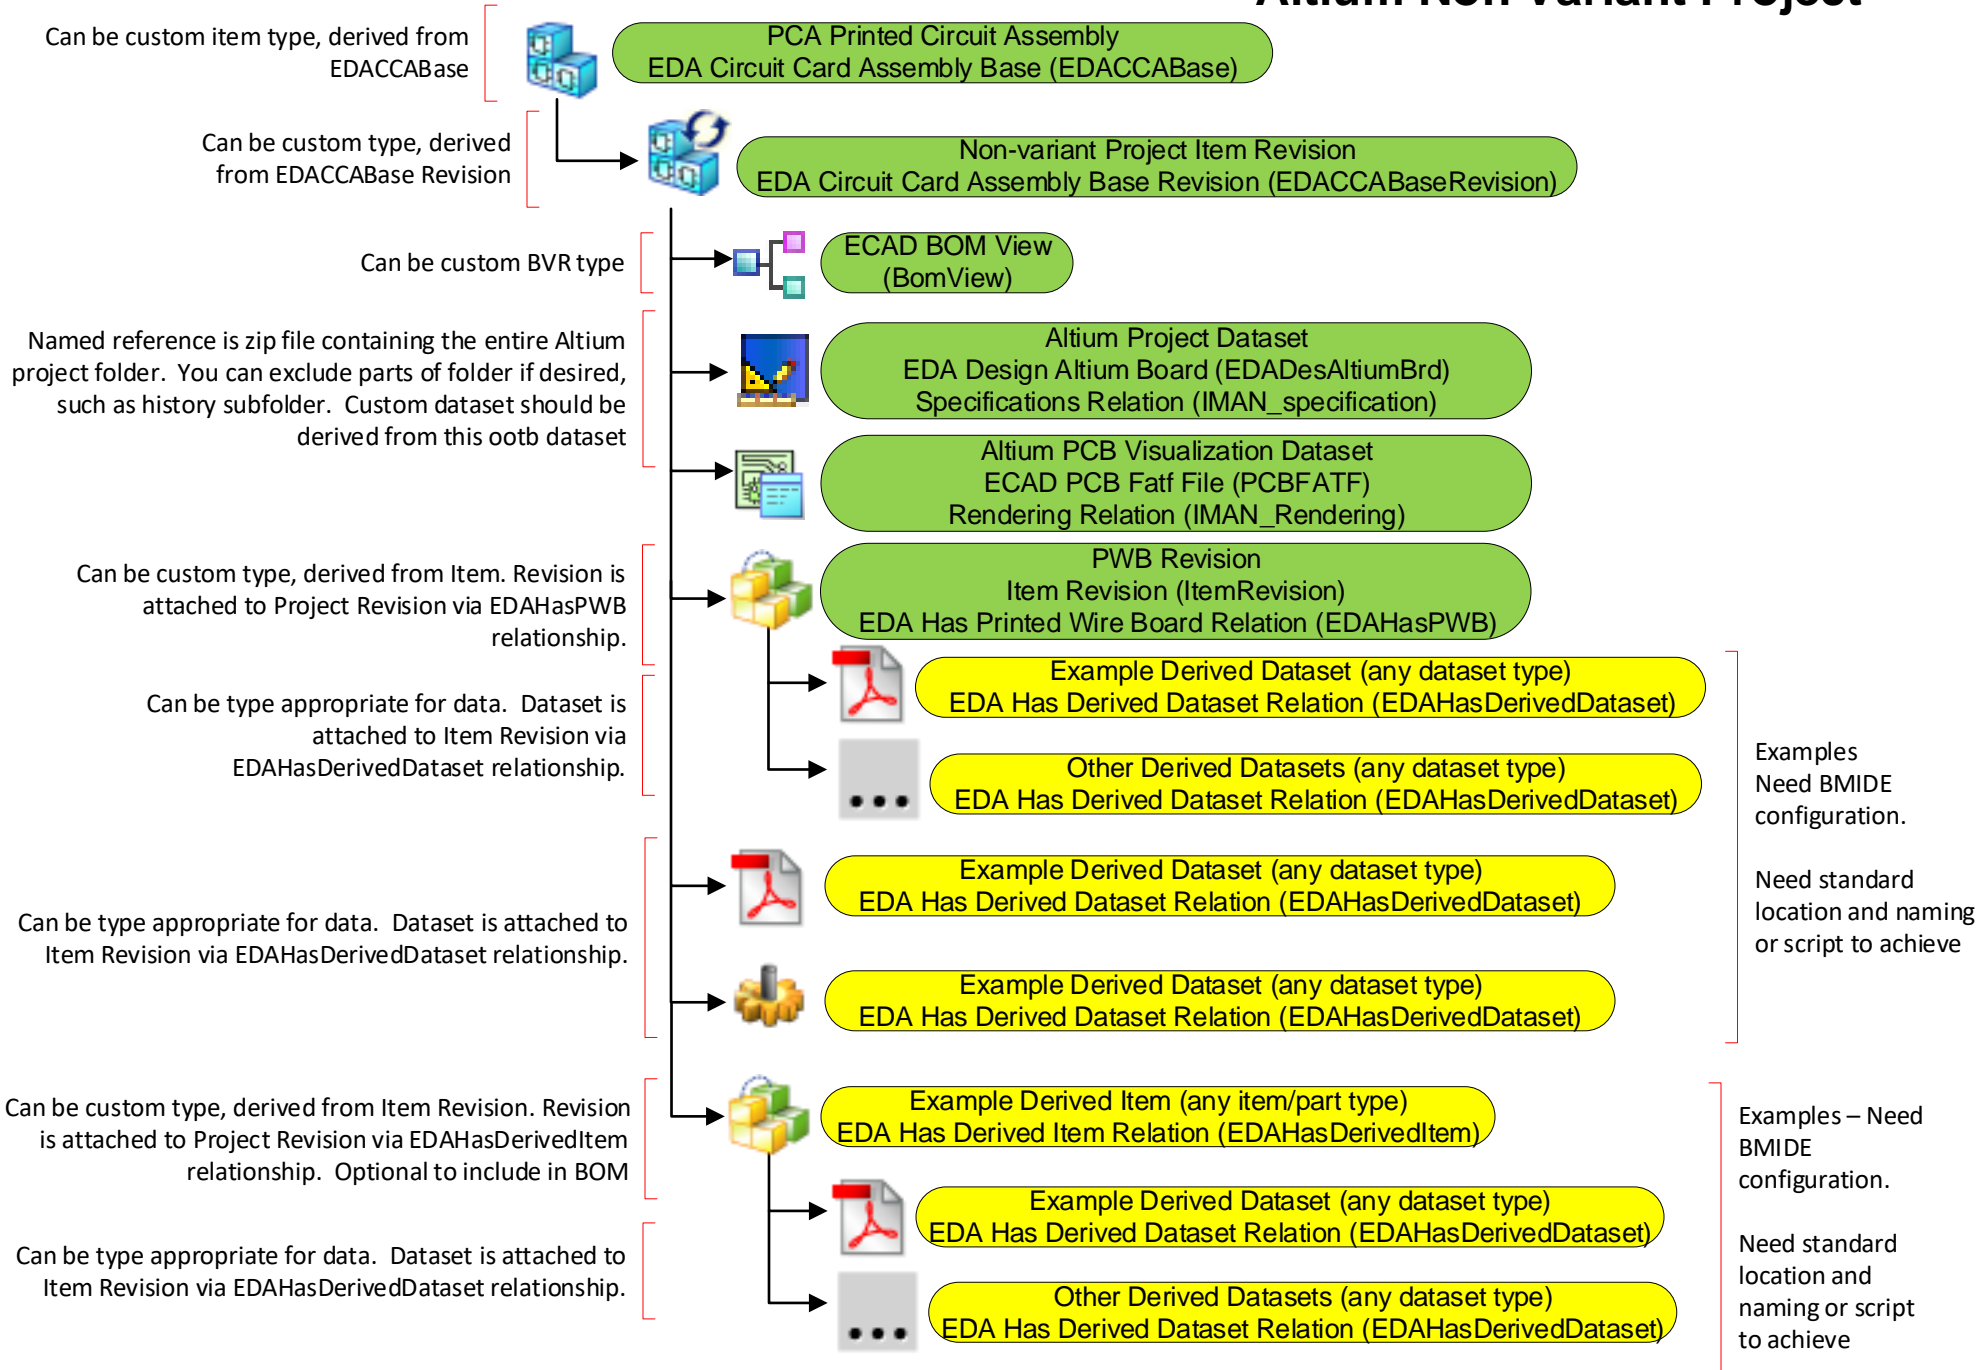 Altium Non-Variant Project
Can be custom item type, derived from
EDACCABase
PCA Printed Circuit Assembly
EDA Circuit Card Assembly Base (EDACCABase)
Can be custom type, derived
from EDACCABase Revision
Non-variant Project Item Revision
EDA Circuit Card Assembly Base Revision (EDACCABaseRevision)
Can be custom BVR type
ECAD BOM View
(BomView)
Named reference is zip file containing the entire Altium
project folder.  You can exclude parts of folder if desired,
such as history subfolder.  Custom dataset should be
derived from this ootb dataset
Altium Project Dataset
EDA Design Altium Board (EDADesAltiumBrd)
Specifications Relation (IMAN_specification)
Altium PCB Visualization Dataset
ECAD PCB Fatf File (PCBFATF)
Rendering Relation (IMAN_Rendering)
Can be custom type, derived from Item. Revision is
attached to Project Revision via EDAHasPWB
relationship.
PWB Revision
Item Revision (ItemRevision)
EDA Has Printed Wire Board Relation (EDAHasPWB)
Can be type appropriate for data.  Dataset is
attached to Item Revision via
EDAHasDerivedDataset relationship.
Example Derived Dataset (any dataset type)
EDA Has Derived Dataset Relation (EDAHasDerivedDataset)
Other Derived Datasets (any dataset type)
EDA Has Derived Dataset Relation (EDAHasDerivedDataset)
Examples
Need BMIDE
configuration.
Need standard
location and naming
or script to achieve
Can be type appropriate for data.  Dataset is attached to
Item Revision via EDAHasDerivedDataset relationship.
Example Derived Dataset (any dataset type)
EDA Has Derived Dataset Relation (EDAHasDerivedDataset)
Example Derived Dataset (any dataset type)
EDA Has Derived Dataset Relation (EDAHasDerivedDataset)
Can be custom type, derived from Item Revision. Revision
is attached to Project Revision via EDAHasDerivedItem
relationship.  Optional to include in BOM
Example Derived Item (any item/part type)
EDA Has Derived Item Relation (EDAHasDerivedItem)
Can be type appropriate for data.  Dataset is attached to
Item Revision via EDAHasDerivedDataset relationship.
Example Derived Dataset (any dataset type)
EDA Has Derived Dataset Relation (EDAHasDerivedDataset)
Other Derived Datasets (any dataset type)
EDA Has Derived Dataset Relation (EDAHasDerivedDataset)
Examples – Need
BMIDE
configuration.
Need standard
location and
naming or script
to achieve